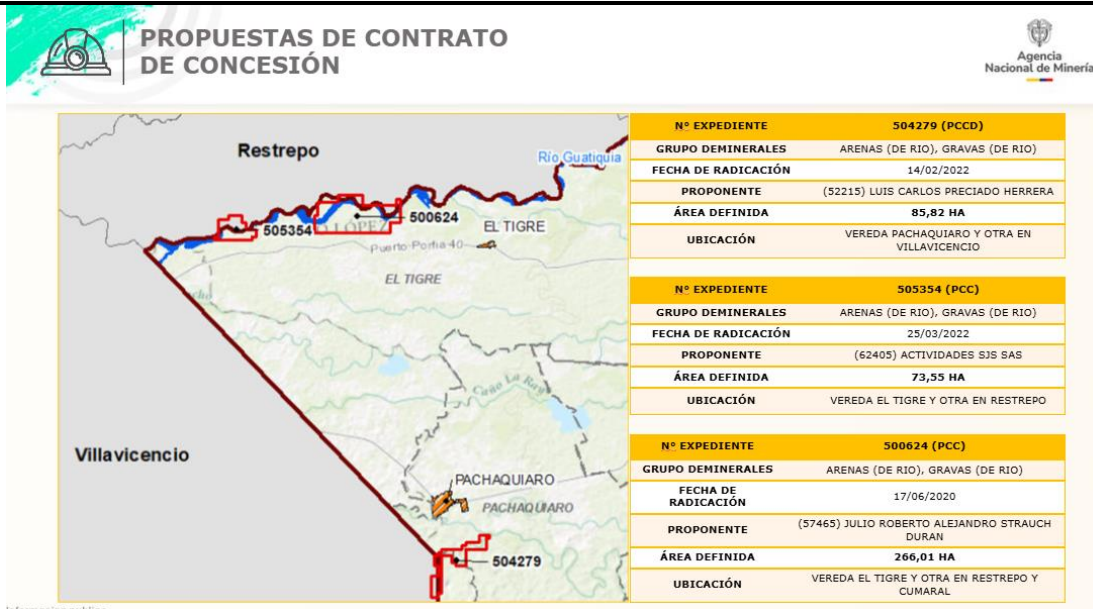 PROPUESTAS DE CONTRATO
DE CONCESIÓN
Agencia
Nacional de Minería
Restrepo
Río Guatiquia
505354
500624
EL TIGRE
Puerto Porfia-40
EL TIGRE
Caño La Raya
Villavicencio
PACHAQUIARO
PACHAQUIARO
504279
Nº EXPEDIENTE 504279 (PCCD)
GRUPO DEMINERALES ARENAS (DE RIO), GRAVAS (DE RIO)
FECHA DE RADICACIÓN 14/02/2022
PROPONENTE (52215) LUIS CARLOS PRECIADO HERRERA
ÁREA DEFINIDA 85,82 HA
UBICACIÓN VEREDA PACHAQUIARO Y OTRA EN
VILLAVICENCIO
Nº EXPEDIENTE 505354 (PCC)
GRUPO DEMINERALES ARENAS (DE RIO), GRAVAS (DE RIO)
FECHA DE RADICACIÓN 25/03/2022
PROPONENTE (62405) ACTIVIDADES SJS SAS
ÁREA DEFINIDA 73,55 HA
UBICACIÓN VEREDA EL TIGRE Y OTRA EN RESTREPO
Nº EXPEDIENTE 500624 (PCC)
GRUPO DEMINERALES ARENAS (DE RIO), GRAVAS (DE RIO)
FECHA DE
RADICACIÓN 17/06/2020
PROPONENTE (57465) JULIO ROBERTO ALEJANDRO STRAUCH
DURAN
ÁREA DEFINIDA 266,01 HA
UBICACIÓN VEREDA EL TIGRE Y OTRA EN RESTREPO Y
CUMARAL